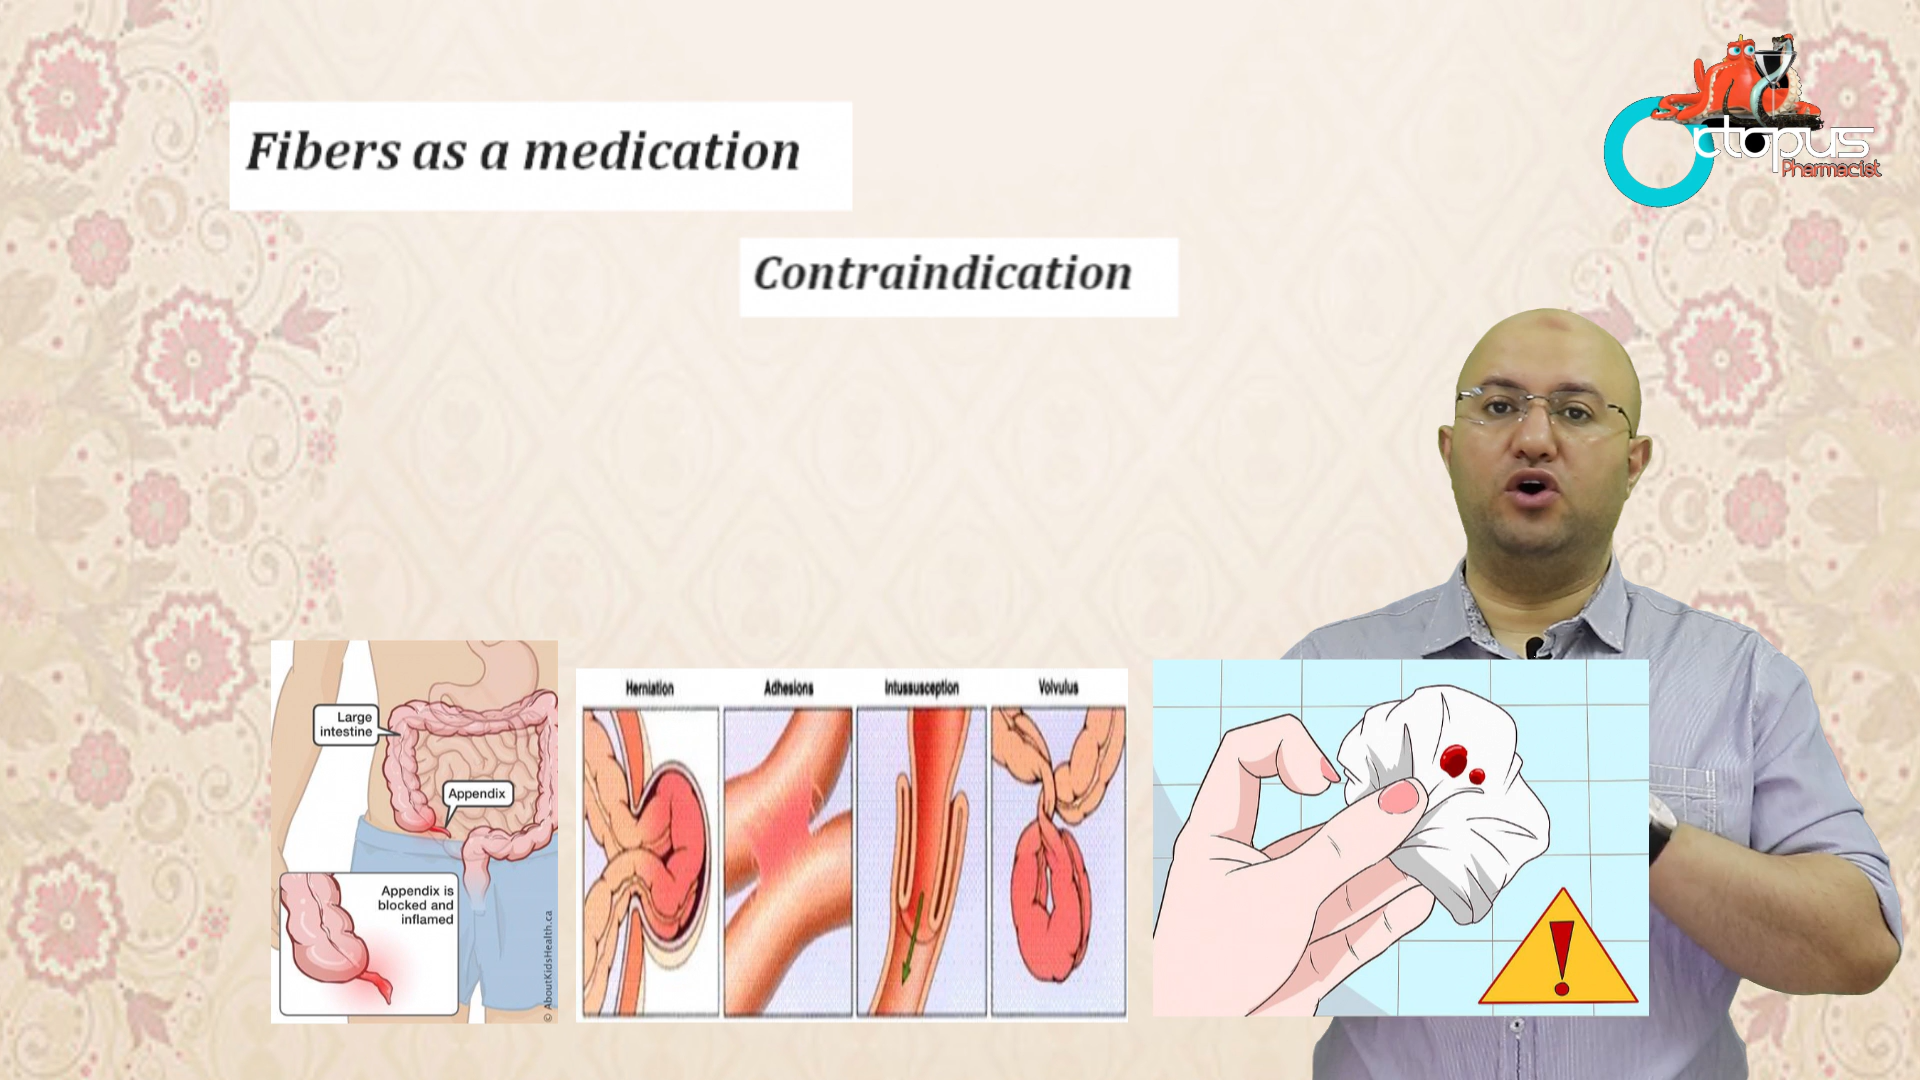 Fibers as a medication
Contraindication
Octopus
Pharmacist
Large
intestine
Appendix
Appendix is
blocked and
inflamed
© AboutKidsHealth.ca
Herniation
Adhesions
Intussusception
Volvulus